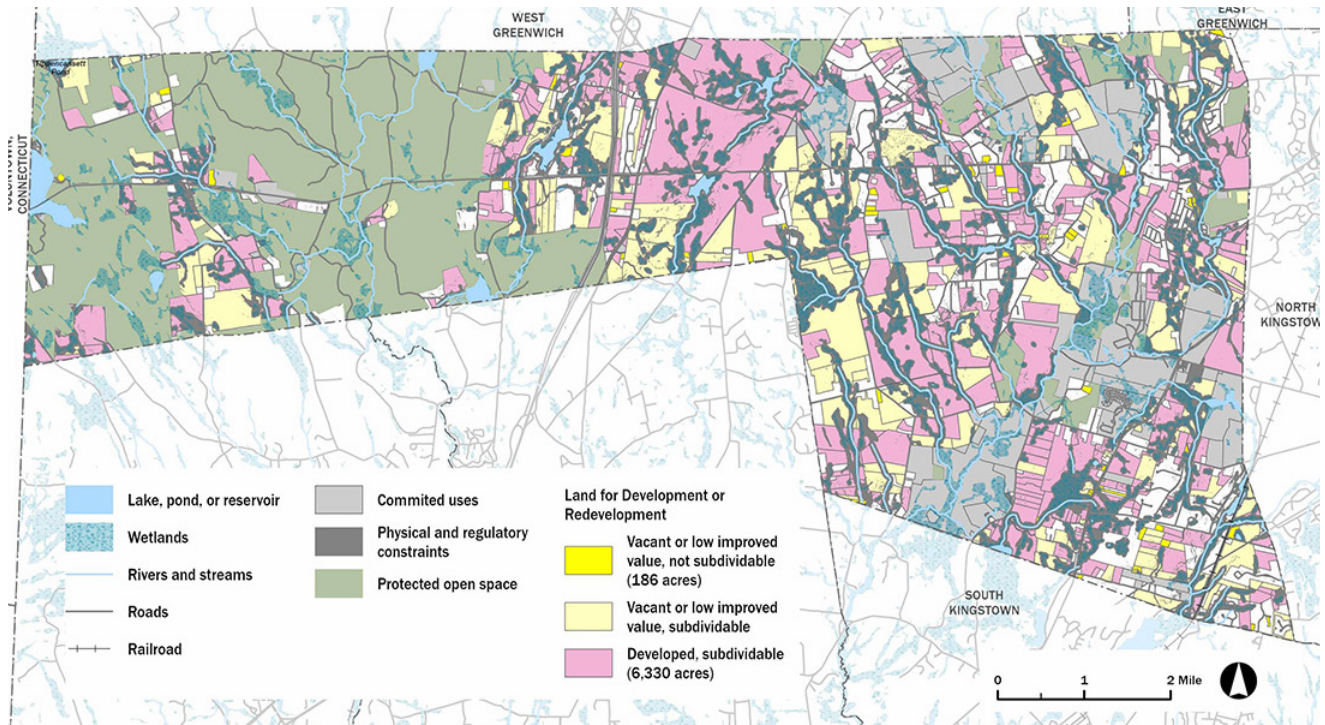 WEST
GREENWICH
EAST
GREENWICH
Pond
CONNECTICUT
NORTH
SOUTH
KINGSTOWN
Lake, pond, or reservoir
Wetlands
Rivers and streams
Roads
Railroad
Commited uses
Physical and regulatory
constraints
Protected open space
Land for Development or
Redevelopment
Vacant or low improved
value, not subdividable
(186 acres)
Vacant or low improved
value, subdividable
Developed, subdividable
(6,330 acres)
0 1 2 Mile